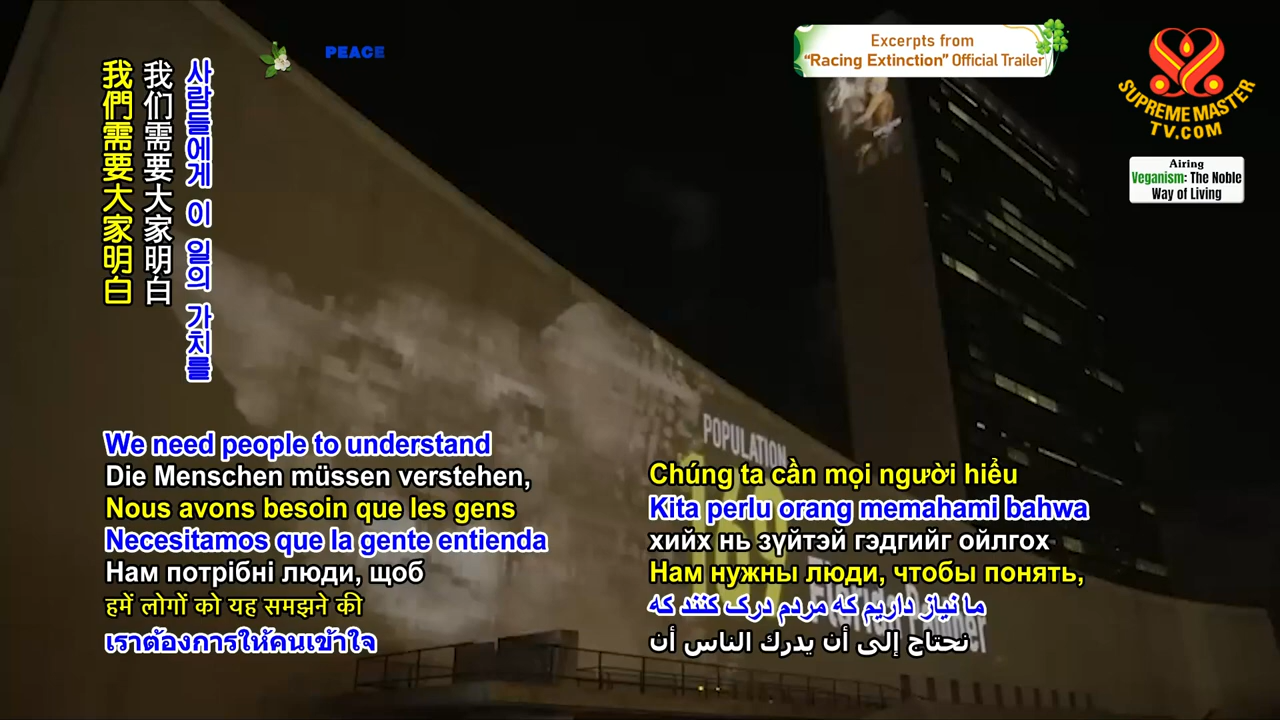 PEACE
Excerpts from
“Racing Extinction” Official Trailer
SUPREME MASTER
TV.COM
Airing
Veganism: The Noble
Way of Living
我們需要大家明白
我们需要大家明白
사람들에게 이 일의 가치를
POPULATION
We need people to understand
Die Menschen müssen verstehen,
Nous avons besoin que les gens
Necesitamos que la gente entienda
Нам потрібні люди, щоб
हमें लोगों को यह समझने की
เราต้องการให้คนเข้าใจ
Chúng ta cần mọi người hiểu
Kita perlu orang memahami bahwa
хийх нь зүйтэй гэдгийг ойлгох
Нам нужны люди, чтобы понять,
ما نیاز داریم که مردم درک کنند که
نحتاج إلى أن يدرك الناس أن